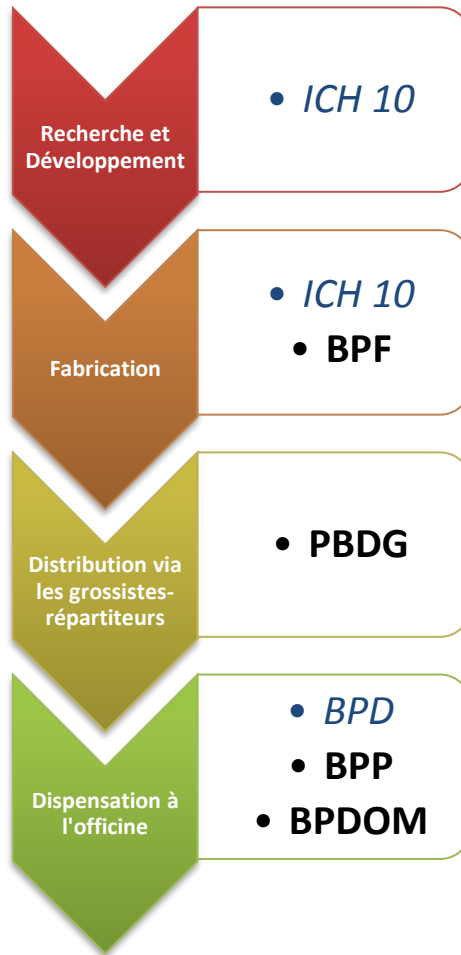 Recherche et
Développement
• ICH 10
Fabrication
• ICH 10
• BPF
Distribution via
les grossistes-
répartiteurs
• PBDG
Dispensation à
l'officine
• BPD
• BPP
• BPDOM